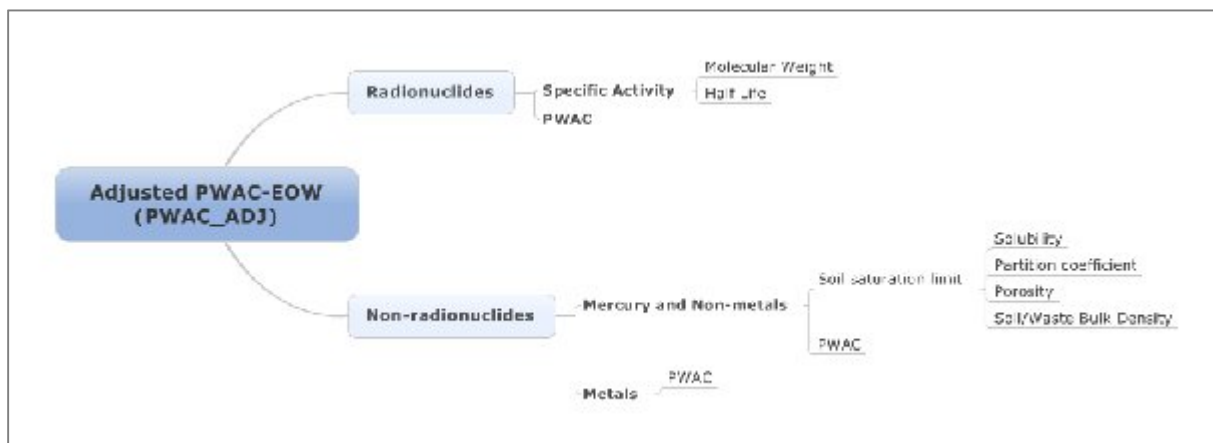 Molecular Weight
Radionuclides
Specific Activity
Half Life
PWAC
Adjusted PWAC-EOW
(PWAC_ADJ)
Solubility
Partition coefficient
Soil saturation limit
Porosity
Mercury and Non-metals
Non-radionuclides
Soil/Waste Bulk Density
PWAC
PWAC
Metals